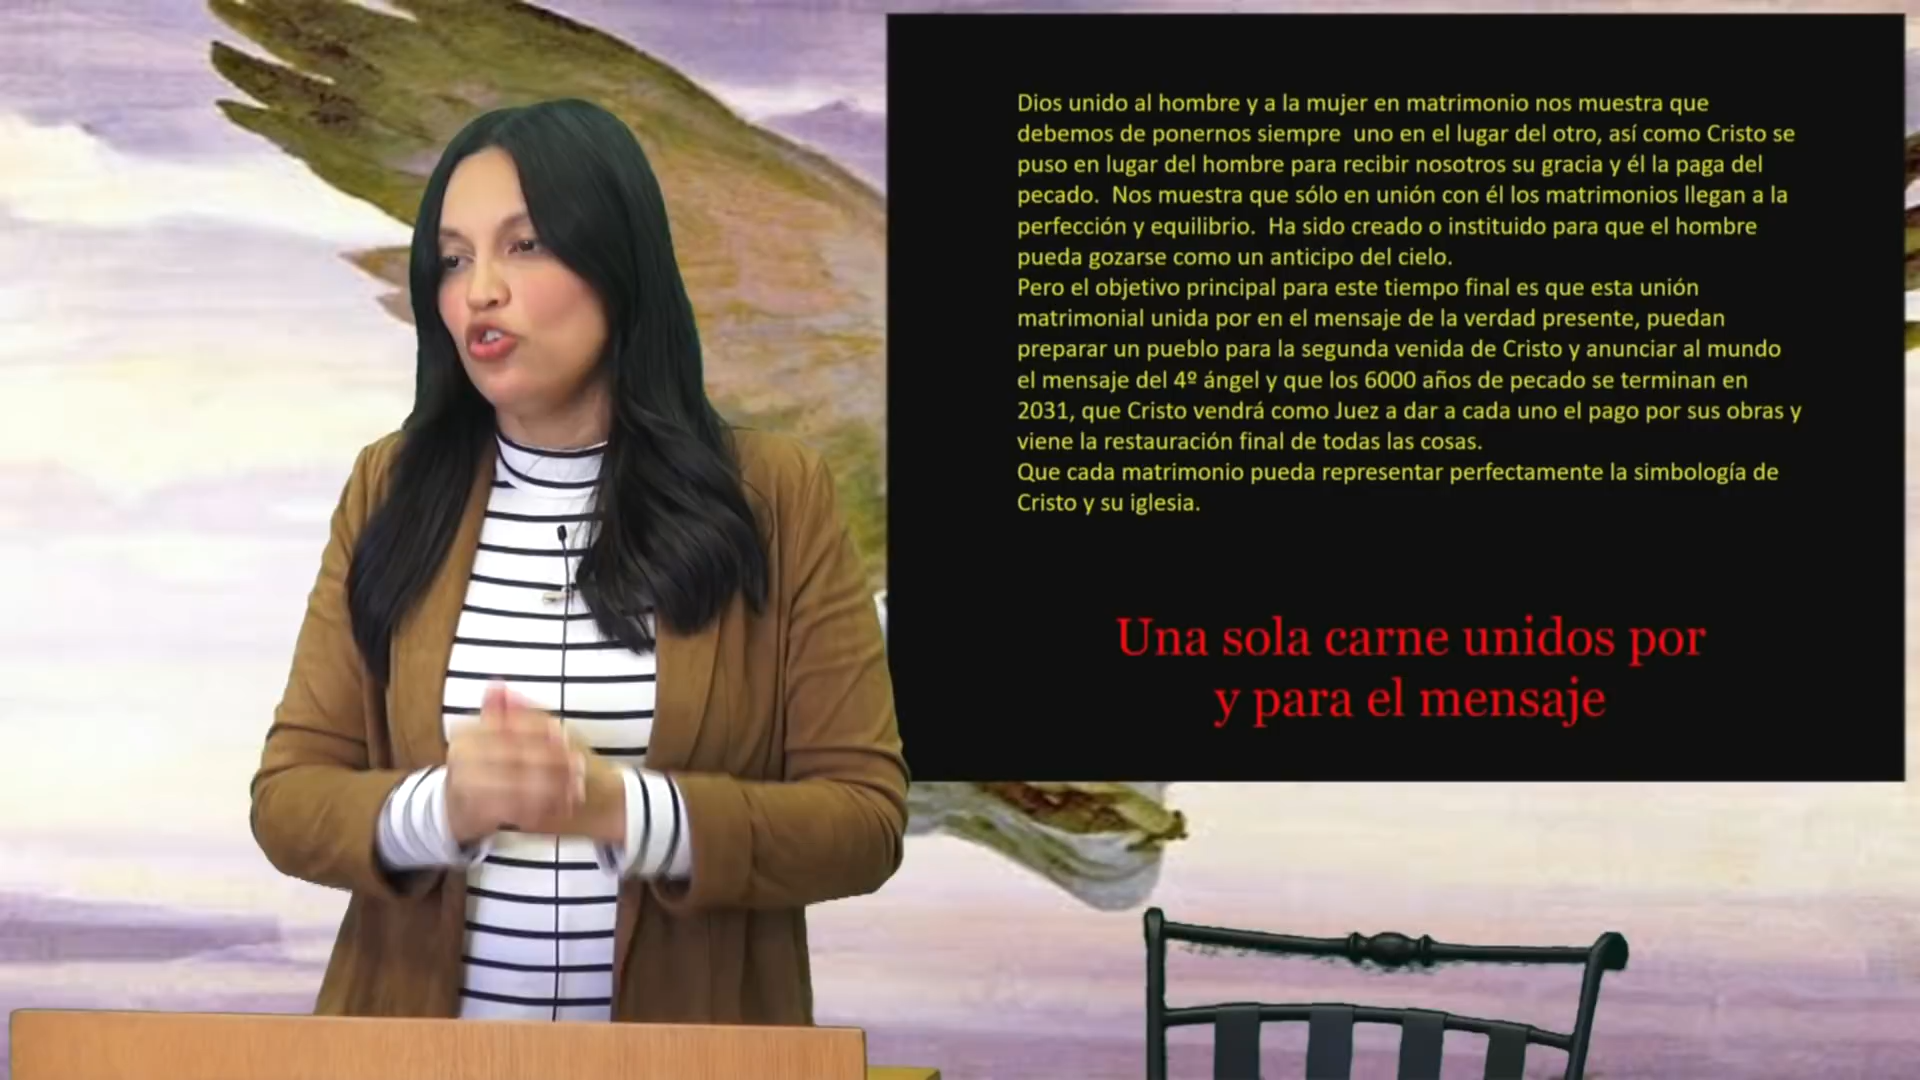 Dios unido al hombre y a la mujer en matrimonio nos muestra que
debemos de ponernos siempre  uno en el lugar del otro, así como Cristo se
puso en lugar del hombre para recibir nosotros su gracia y él la paga del
pecado.  Nos muestra que sólo en unión con él los matrimonios llegan a la
perfección y equilibrio.  Ha sido creado o instituido para que el hombre
pueda gozarse como un anticipo del cielo.
Pero el objetivo principal para este tiempo final es que esta unión
matrimonial unida por en el mensaje de la verdad presente, puedan
preparar un pueblo para la segunda venida de Cristo y anunciar al mundo
el mensaje del 4º ángel y que los 6000 años de pecado se terminan en
2031, que Cristo vendrá como Juez a dar a cada uno el pago por sus obras y
viene la restauración final de todas las cosas.
Que cada matrimonio pueda representar perfectamente la simbología de
Cristo y su iglesia.
Una sola carne unidos por
y para el mensaje